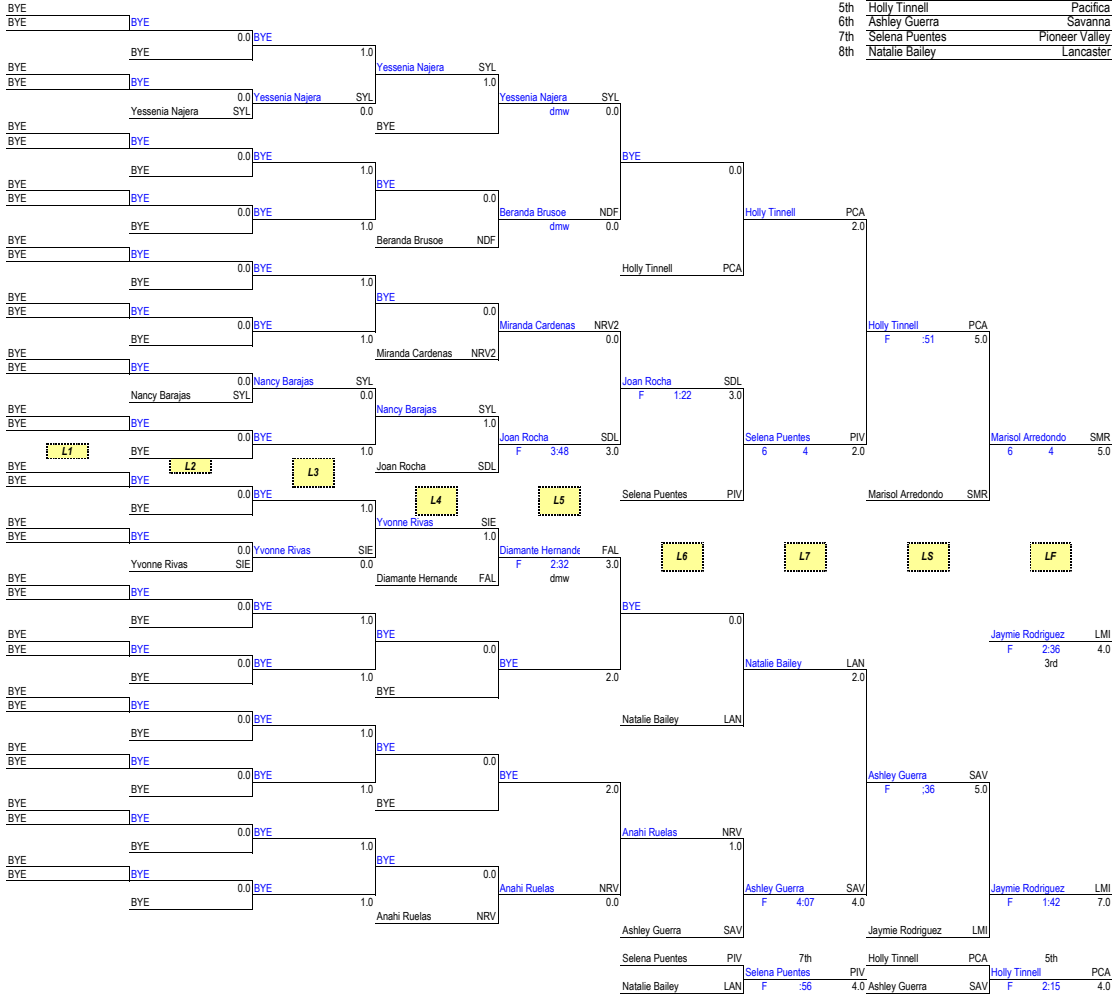 5th Holly Tinnell Pacifica
BYE
BYE BYE 6th Ashley Guerra Savanna
0.0 BYE 7th Selena Puentes Pioneer Valley
BYE 1.0 8th Natalie Bailey Lancaster
BYE Yessenia Najera SYL
BYE BYE 1.0
0.0 Yessenia Najera SYL Yessenia Najera SYL
Yessenia Najera SYL 0.0 dmw 0.0
BYE BYE
BYE BYE
0.0 BYE BYE
BYE 1.0 0.0
BYE BYE
BYE BYE 0.0
0.0 BYE Beranda Brusoe NDF Holly Tinnell PCA
BYE 1.0 dmw 0.0 2.0
BYE Beranda Brusoe NDF
BYE BYE
0.0 BYE Holly Tinnell PCA
BYE 1.0
BYE BYE
BYE BYE 0.0
0.0 BYE Miranda Cardenas NRV2 Holly Tinnell PCA
BYE 1.0 0.0 F :51 5.0
BYE Miranda Cardenas NRV2
BYE BYE
0.0 Nancy Barajas SYL Joan Rocha SDL
Nancy Barajas SYL 0.0 F 1:22 3.0
BYE Nancy Barajas SYL
BYE BYE 1.0
0.0 BYE Joan Rocha SDL Selena Puentes PIV Marisol Arredondo SMR
L1 BYE 1.0 F 3:48 3.0 6 4 2.0 6 4 5.0
BYE L2 L3 Joan Rocha SDL
BYE BYE
0.0 BYE L4 L5 Selena Puentes PIV Marisol Arredondo SMR
BYE 1.0
BYE Yvonne Rivas SIE
BYE BYE 1.0
0.0 Yvonne Rivas SIE Diamante Hernande FAL L6 L7 LS LF
Yvonne Rivas SIE 0.0 F 2:32 3.0
BYE Diamante Hernande FAL dmw
BYE BYE
0.0 BYE BYE
BYE 1.0 0.0
BYE BYE Jaymie Rodriguez LMI
BYE BYE 0.0 F 2:36 4.0
0.0 BYE BYE Natalie Bailey LAN 3rd
BYE 1.0 2.0 2.0
BYE BYE
BYE BYE
0.0 BYE Natalie Bailey LAN
BYE 1.0
BYE BYE
BYE BYE 0.0
0.0 BYE BYE Ashley Guerra SAV
BYE 1.0 2.0 F ;36 5.0
BYE BYE
BYE BYE
0.0 BYE Anahi Ruelas NRV
BYE 1.0 1.0
BYE BYE
BYE BYE 0.0
0.0 BYE Anahi Ruelas NRV Ashley Guerra SAV Jaymie Rodriguez LMI
BYE 1.0 0.0 F 4:07 4.0 F 1:42 7.0
Anahi Ruelas NRV
Ashley Guerra SAV Jaymie Rodriguez LMI
Selena Puentes PIV 7th Holly Tinnell PCA 5th
Selena Puentes PIV Holly Tinnell PCA
Natalie Bailey LAN F :56 4.0 Ashley Guerra SAV F 2:15 4.0